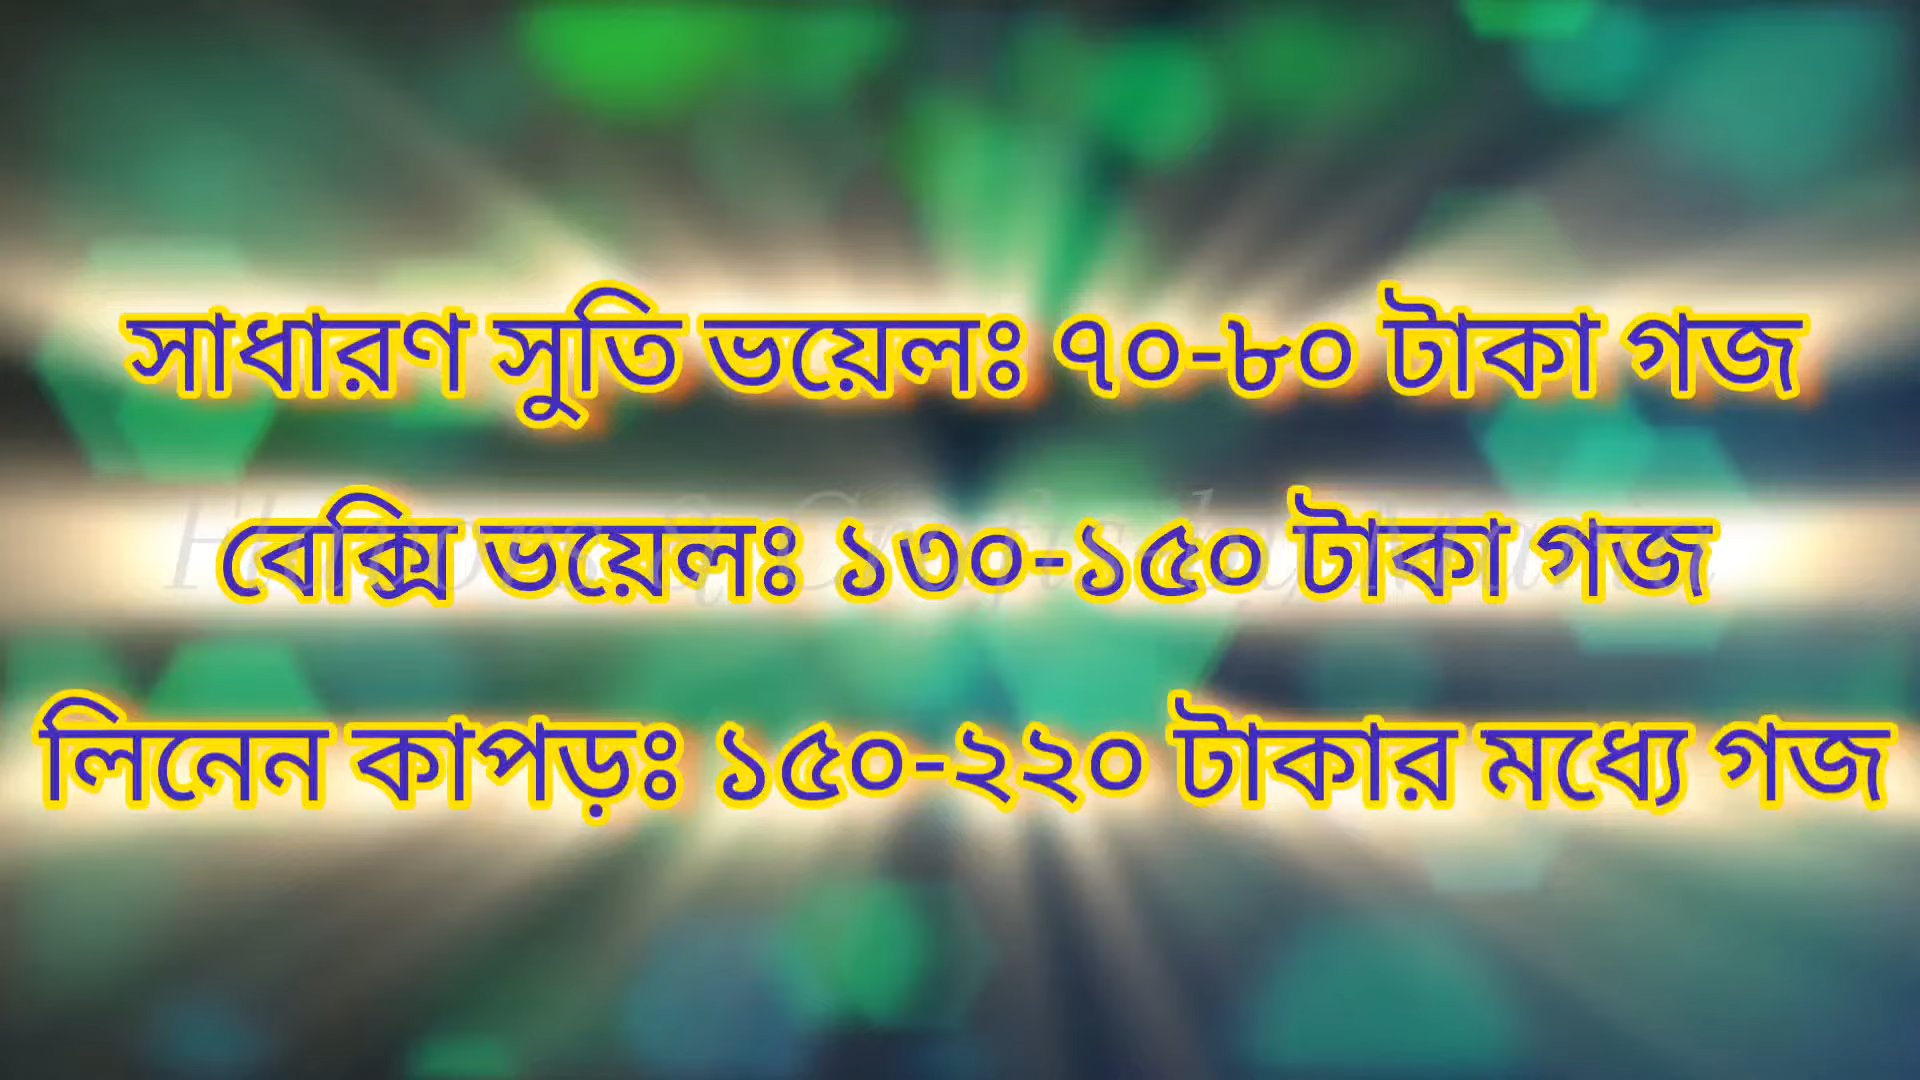 সাধারণ সুতি ভয়েলঃ ৭০-৮০ টাকা গজ
বেক্সি ভয়েলঃ ১৩০-১৫০ টাকা গজ
লিনেন কাপড়ঃ ১৫০-২২০ টাকার মধ্যে গজ